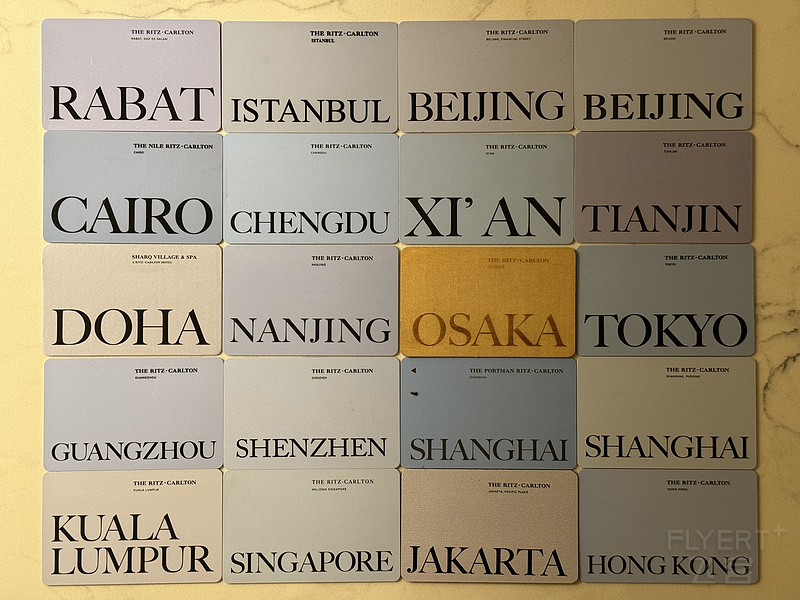 THE RITZ-CARLTON
RABAT, DAR ES SALAM
RABAT
THE RITZ-CARLTON
ISTANBUL
ISTANBUL
THE RITZ-CARLTON
BEIJING, FINANCIAL STREET
BEIJING
THE RITZ-CARLTON
BEIJING
BEIJING
THE NILE RITZ-CARLTON
CAIRO
CAIRO
THE RITZ-CARLTON
CHENGDU
CHENGDU
THE RITZ-CARLTON
XI'AN
XI' AN
THE RITZ-CARLTON
TIANJIN
TIANJIN
SHARQ VILLAGE & SPA
A RITZ-CARLTON HOTEL
DOHA
THE RITZ-CARLTON
NANJING
NANJING
THE RITZ-CARLTON
OSAKA
OSAKA
THE RITZ-CARLTON
TOKYO
TOKYO
THE RITZ-CARLTON
GUANGZHOU
GUANGZHOU
THE RITZ-CARLTON
SHENZHEN
SHENZHEN
THE PORTMAN RITZ-CARLTON
SHANGHAI
SHANGHAI
THE RITZ-CARLTON
SHANGHAI, PUDONG
SHANGHAI
THE RITZ-CARLTON
KUALA LUMPUR
KUALA
LUMPUR
THE RITZ-CARLTON
MILLENIA SINGAPORE
SINGAPORE
THE RITZ-CARLTON
JAKARTA, PACIFIC PLACE
JAKARTA
THE RITZ-CARLTON
HONG KONG
HONG KONG
FLYERT+